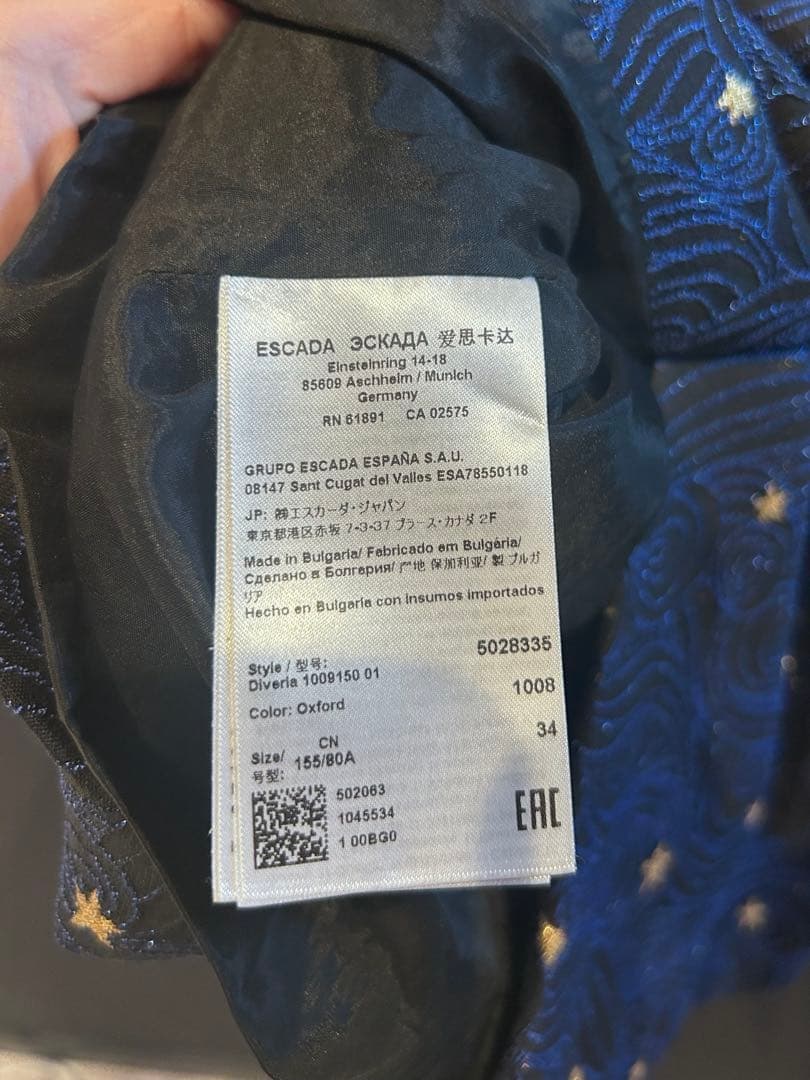 ESCADA ЭСКАДА 爱思卡达
Einsteinring 14-18
85609 Aschheim / Munich
Germany
RN 61891 CA 02575
GRUPO ESCADA ESPAÑA S.A.U.
08147 Sant Cugat del Valles ESA78550118
JP: ㈱エスカーダ・ジャパン
東京都港区赤坂 7-3-37 プラース・カナダ 2F
Made in Bulgaria/ Fabricado em Bulgária/
Сделано в Болгария/ 产地 保加利亚/ 製 ブルガ
リア
Hecho en Bulgaria con insumos importados
5028335
Style / 型号:
Diveria 1009150 01
1008
Color: Oxford
34
CN
Size/ 155/80A
号型:
502063
1045534
1 00BG0
EAC